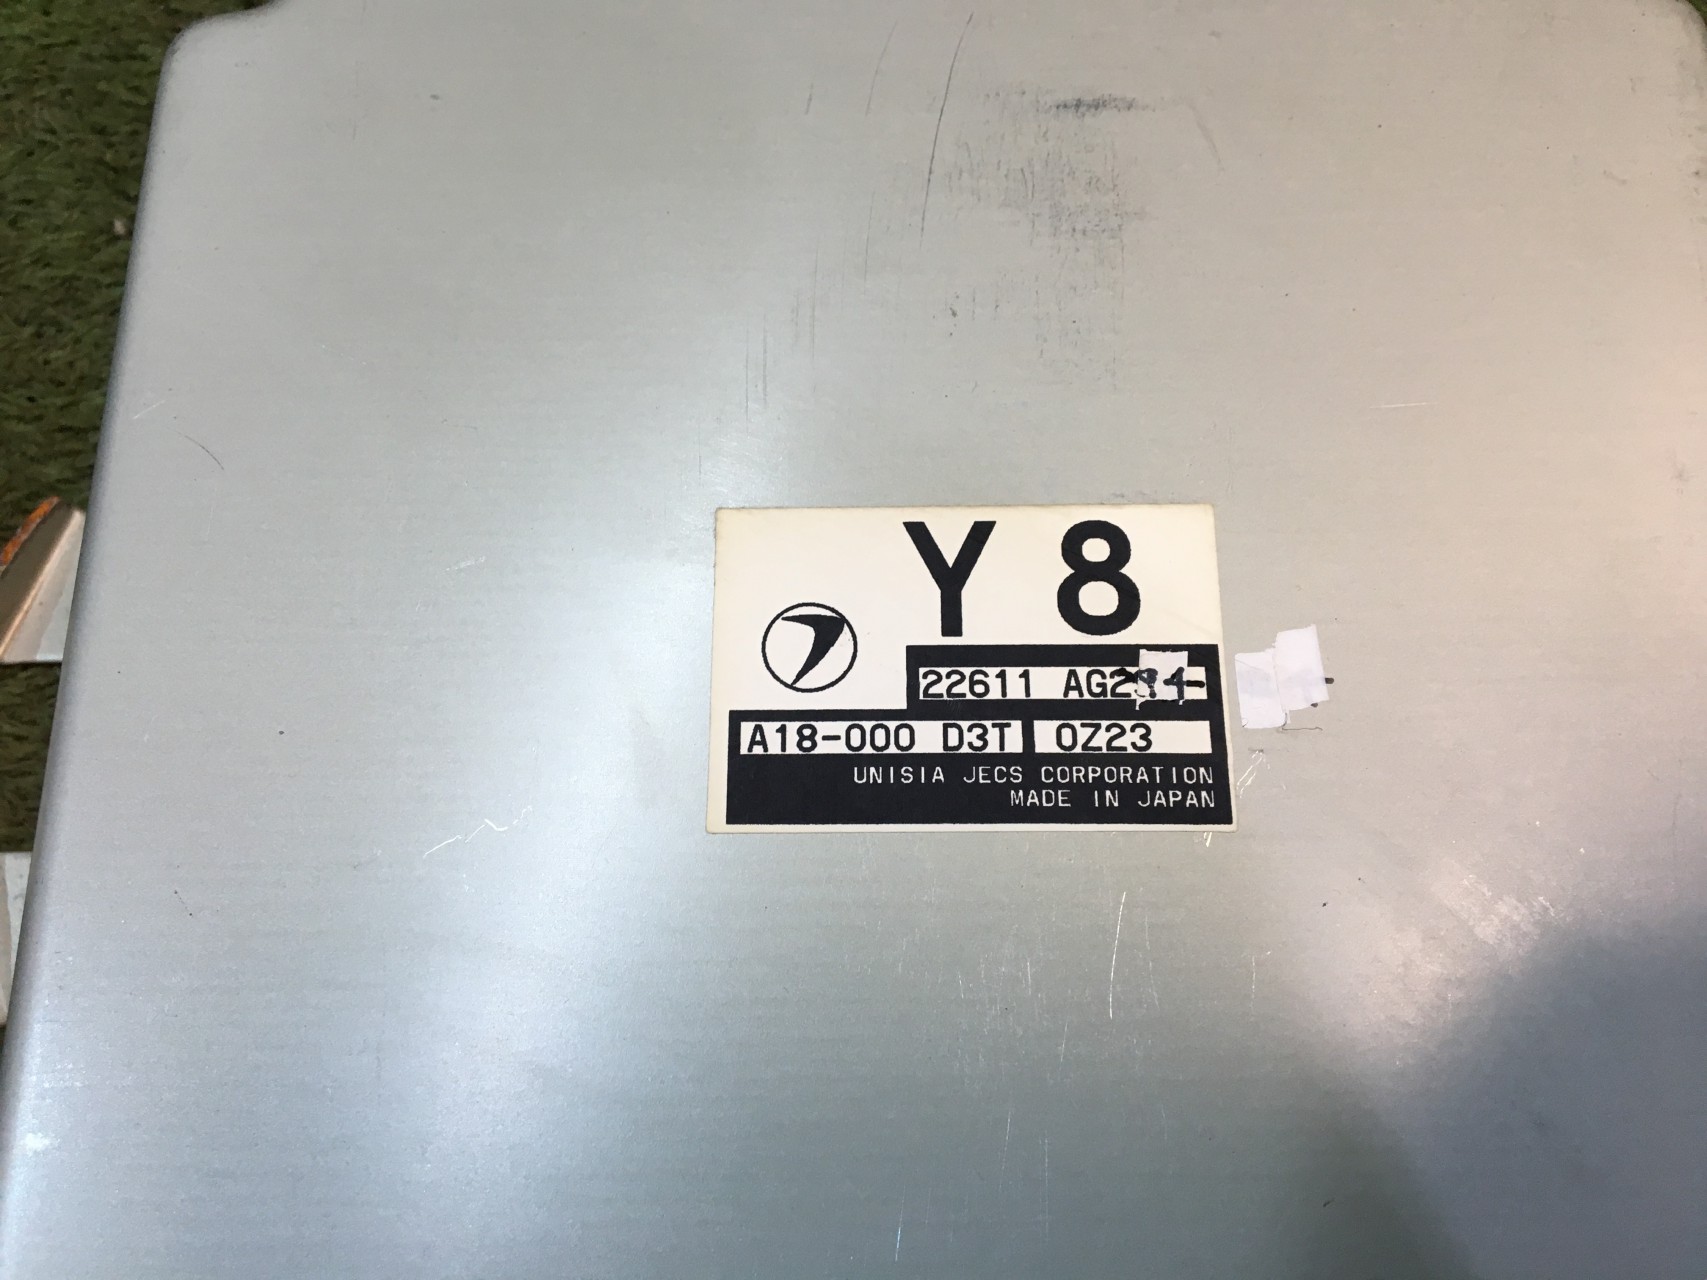 Y 8
22611 AG2
A18-000 D3T 0Z23
UNISIA JECS CORPORATION
MADE IN JAPAN